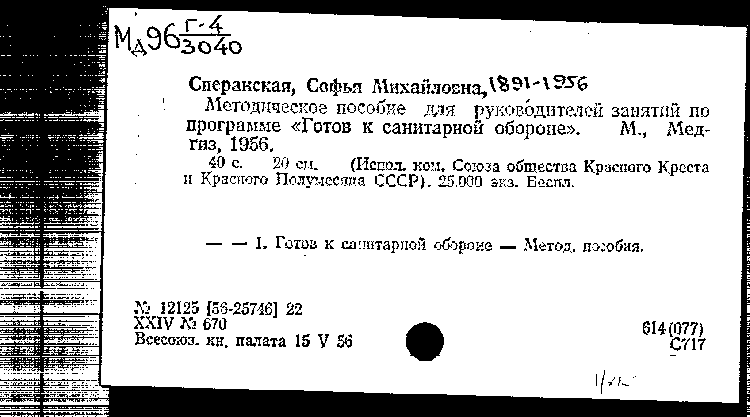 Мд96 Г-4/3040
Сперанская, Софья Михайловна, 1891-1956
Методическое пособие для руководителей занятий по
программе «Готов к санитарной обороне». М., Мед-
гиз, 1956.
40 с. 20 см. (Испол. ком. Союза обществ Красного Креста
и Красного Полумесяца СССР). 25.000 экз. Беспл.
— — 1. Готов к санитарной обороне — Метод. пособия.
№ 12125 [56-25746] 22
XXIV № 670
614(077)
Всесоюз. кн. палата 15 V 56
С717